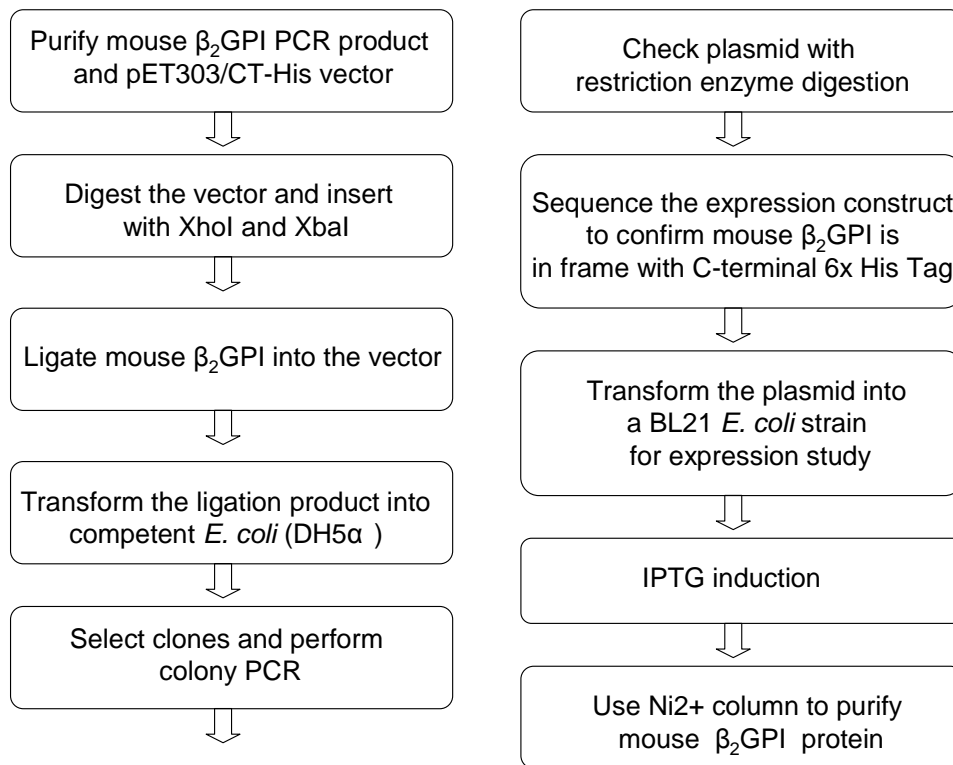 Purify mouse β₂GPI PCR product
and pET303/CT-His vector
Digest the vector and insert
with XhoI and XbaI
Ligate mouse β₂GPI into the vector
Transform the ligation product into
competent E. coli (DH5α )
Select clones and perform
colony PCR
Check plasmid with
restriction enzyme digestion
Sequence the expression construct
to confirm mouse β₂GPI is
in frame with C-terminal 6x His Tag
Transform the plasmid into
a BL21 E. coli strain
for expression study
IPTG induction
Use Ni2+ column to purify
mouse β₂GPI protein